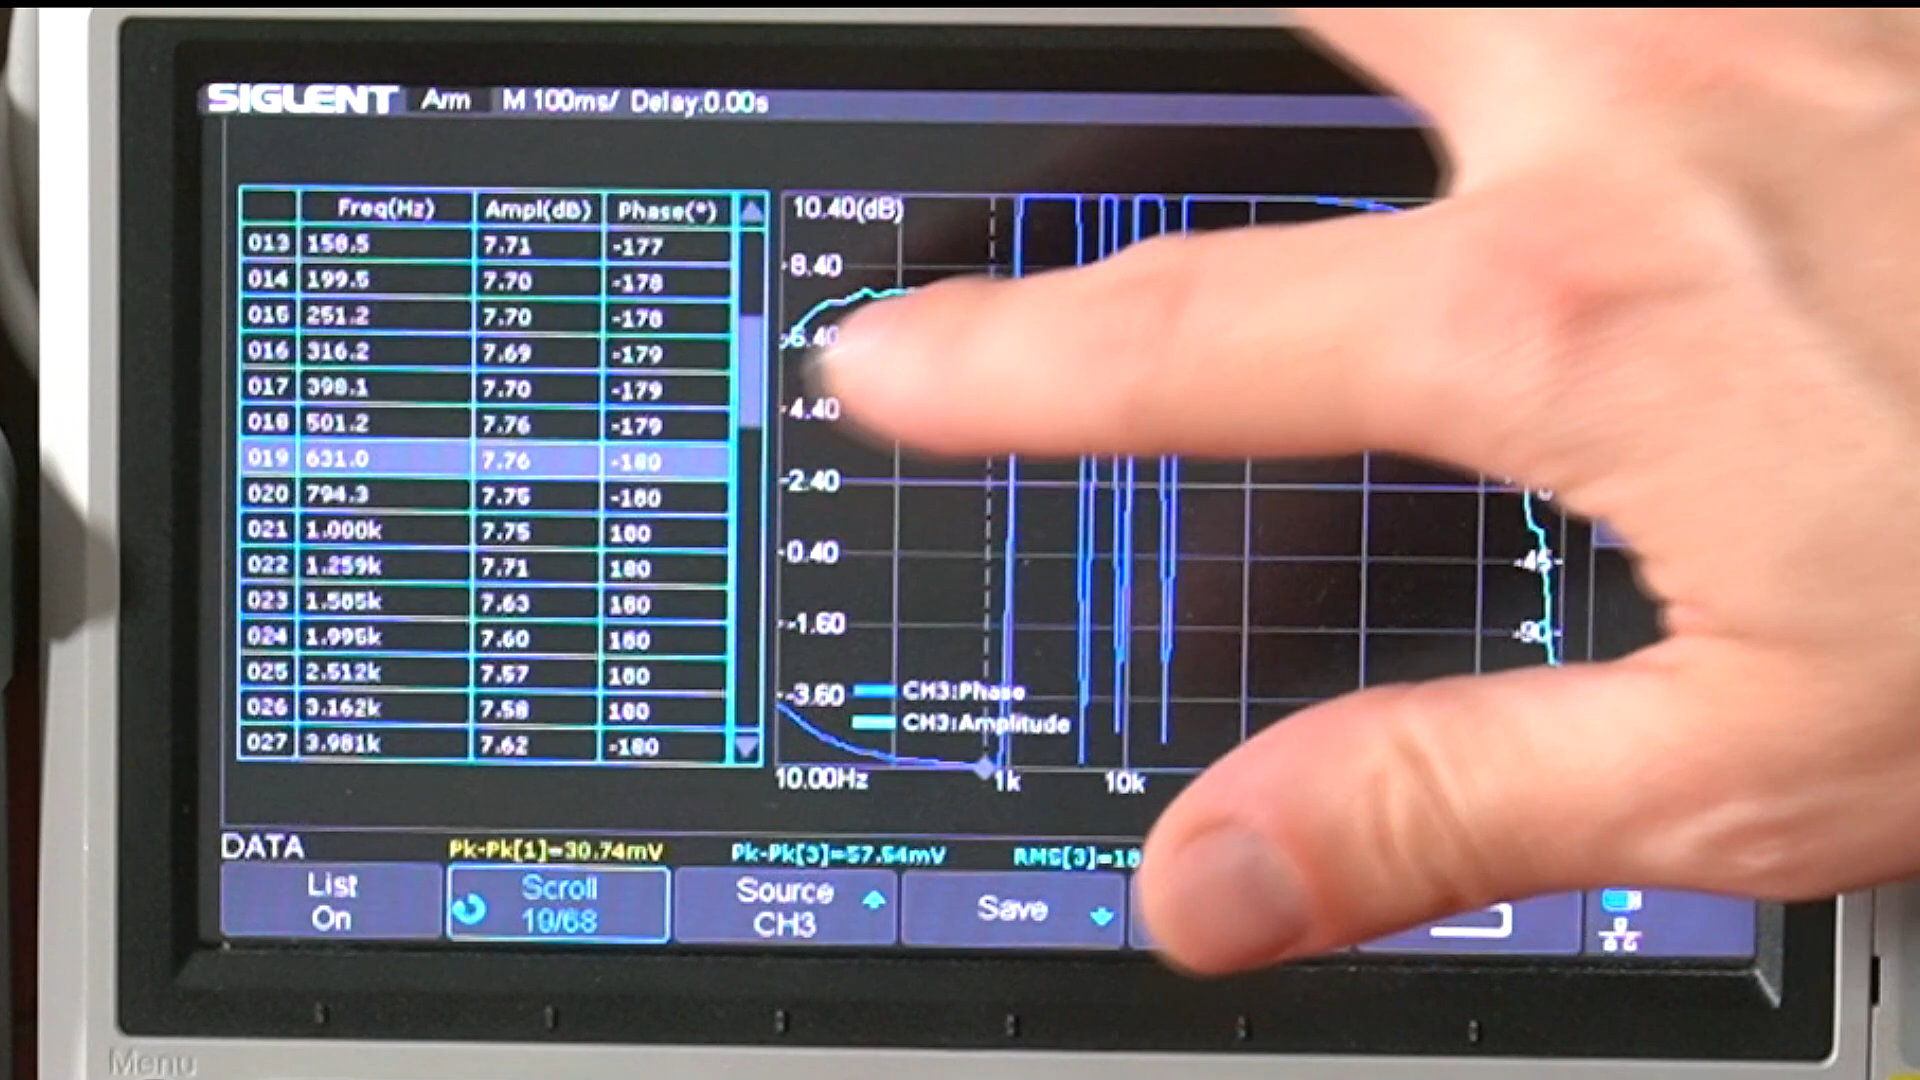 SIGLENT Arm M 100ms/ Delay:0.00s
Freq(Hz) Ampl(dB) Phase(°)
013 158.5 7.71 -177
014 199.5 7.70 -178
015 251.2 7.70 -178
016 316.2 7.69 -179
017 398.1 7.70 -179
018 501.2 7.76 -179
019 631.0 7.76 -180
020 794.3 7.75 -180
021 1.000k 7.75 180
022 1.259k 7.71 180
023 1.585k 7.63 180
024 1.995k 7.60 180
025 2.512k 7.57 180
026 3.162k 7.58 180
027 3.981k 7.62 -180
10.40(dB)
8.40
6.40
4.40
2.40
0.40
-1.60
-3.60
-45
-90
CH3:Phase
CH3:Amplitude
10.00Hz 1k 10k
DATA Pk-Pk[1]=30.74mV Pk-Pk[3]=57.54mV RMS[3]=18
List
On
Scroll
19/68
Source
CH3
Save
Menu